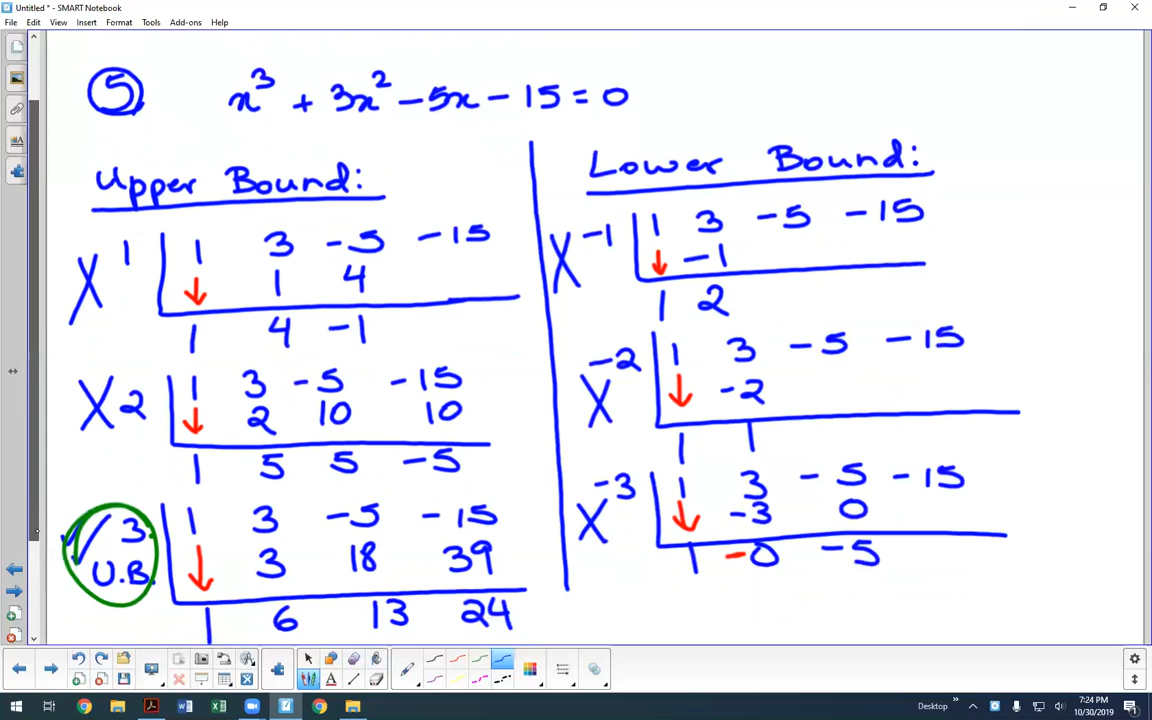 Untitled * - SMART Notebook
File Edit View Insert Format Tools Add-ons Help
5 x³ + 3x² - 5x - 15 = 0
Upper Bound:
X 1 1 3 -5 -15
↓ 1 4
1 4 -1
X 2 1 3 -5 -15
↓ 2 10 10
1 5 5 -5
✓ 3 1 3 -5 -15
U.B. ↓ 3 18 39
1 6 13 24
Lower Bound:
X -1 1 3 -5 -15
↓ -1
1 2
X -2 1 3 -5 -15
↓ -2
1 1
X -3 1 3 -5 -15
↓ -3 0
1 -0 -5
Desktop
7:24 PM
10/30/2019